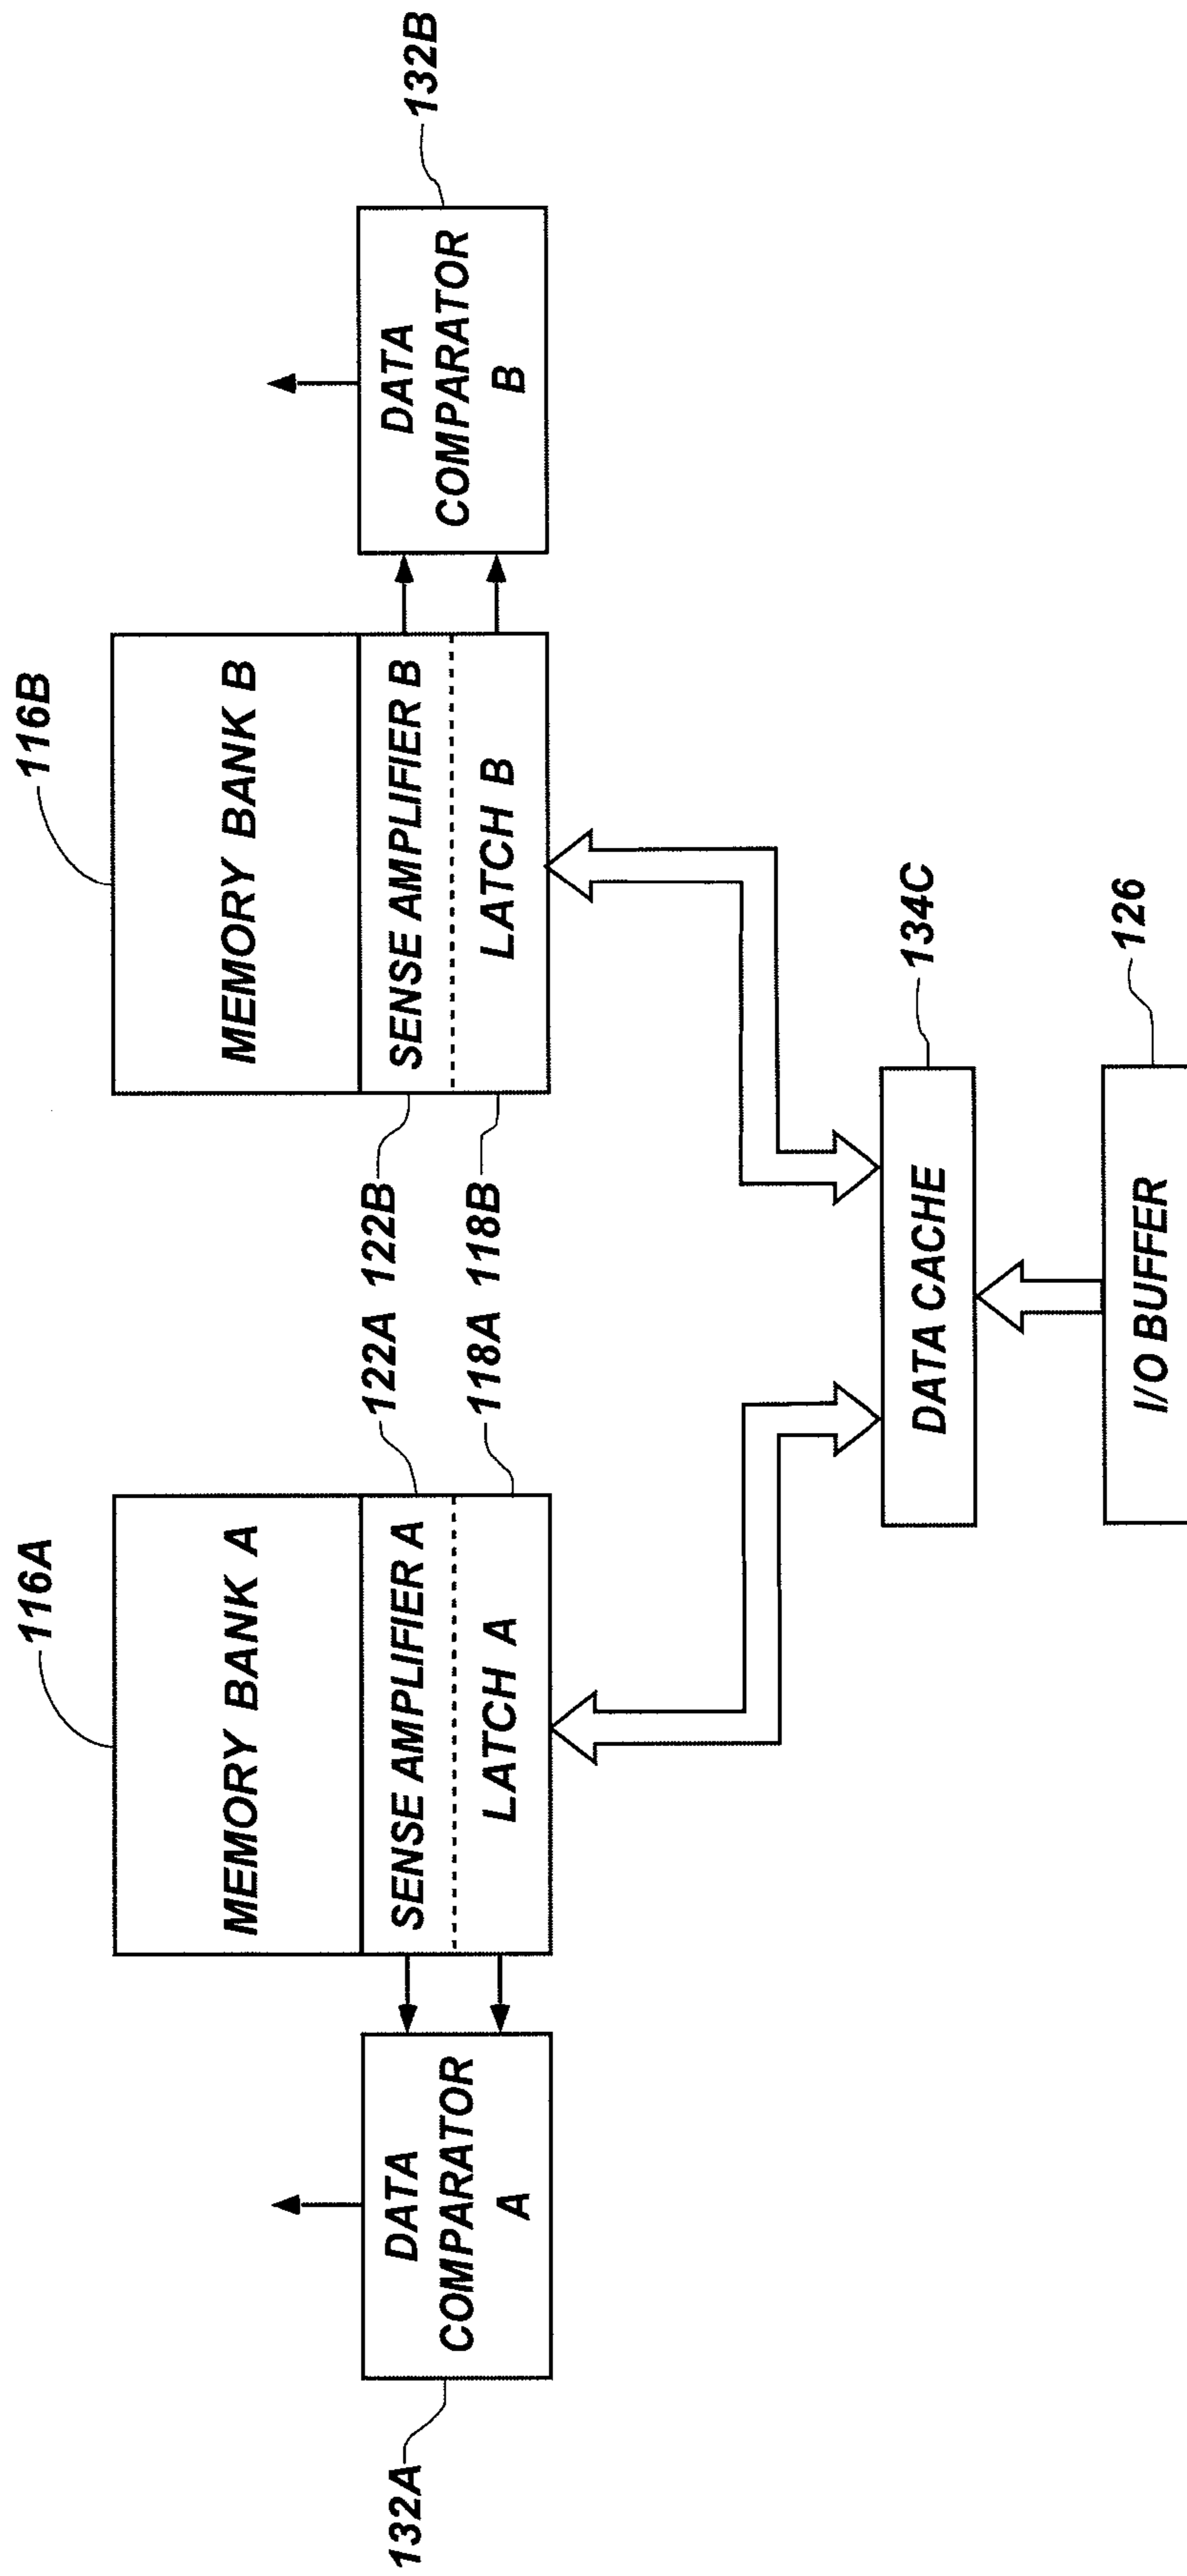 116A
116B
MEMORY BANK A
MEMORY BANK B
132A
DATA
COMPARATOR
A
SENSE AMPLIFIER A
LATCH A
122A
122B
118A
118B
SENSE AMPLIFIER B
LATCH B
DATA
COMPARATOR
B
132B
DATA CACHE
134C
I/O BUFFER
126